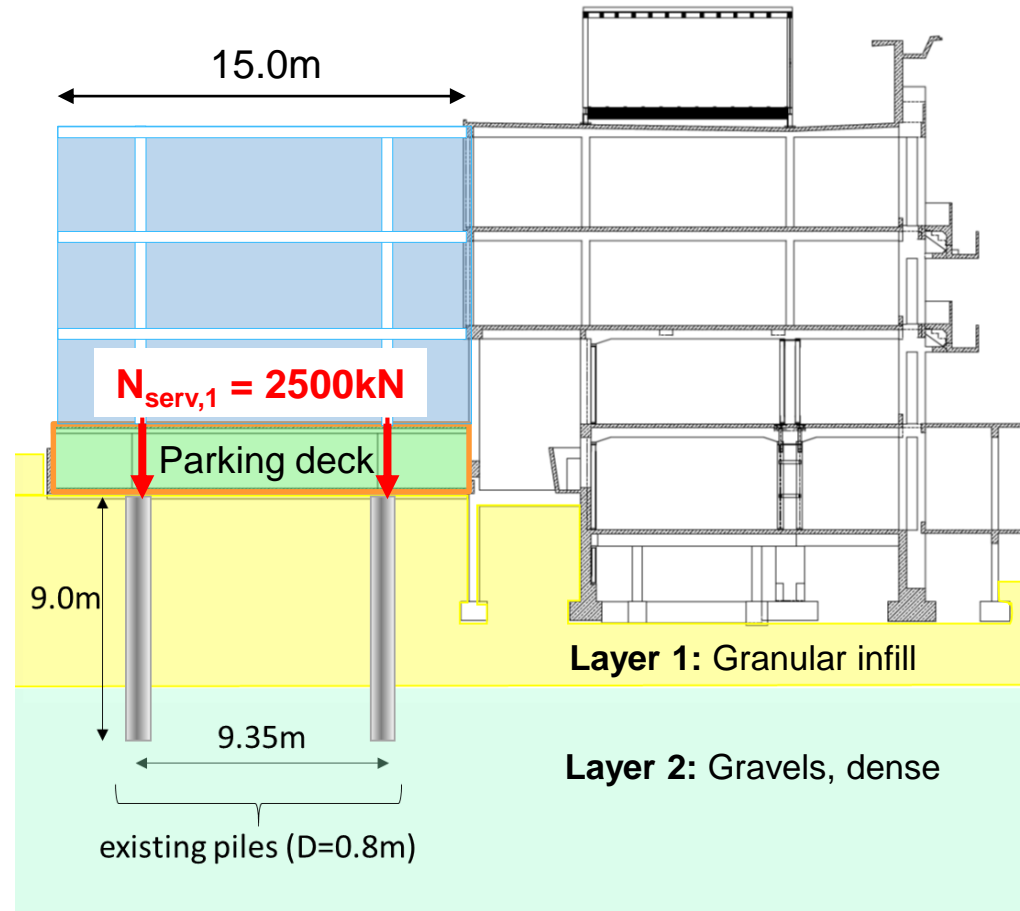 15.0m
N_serv,1 = 2500kN
Parking deck
9.0m
Layer 1: Granular infill
9.35m
Layer 2: Gravels, dense
existing piles (D=0.8m)